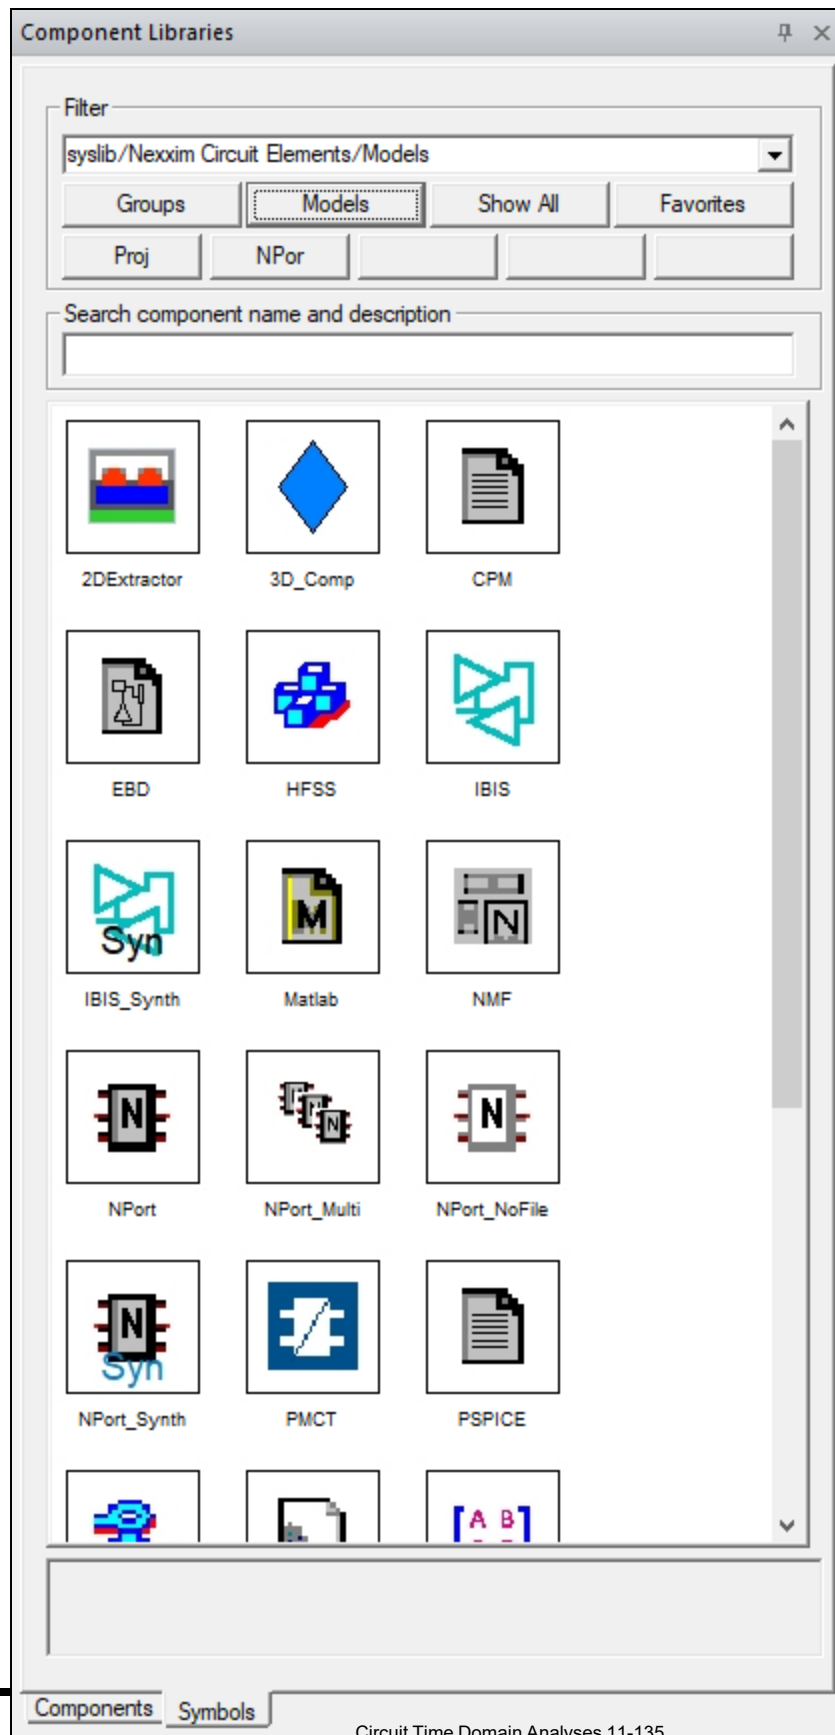 Component Libraries
Filter
syslib/Nexxim Circuit Elements/Models
Groups Models Show All Favorites
Proj NPor
Search component name and description
2DExtractor 3D_Comp CPM
EBD HFSS IBIS
Syn M N
IBIS_Synth Matlab NMF
N N N
NPort NPort_Multi NPort_NoFile
N
Syn
NPort_Synth PMCT PSPICE
A B
Components Symbols
Circuit Time Domain Analyses 11-135